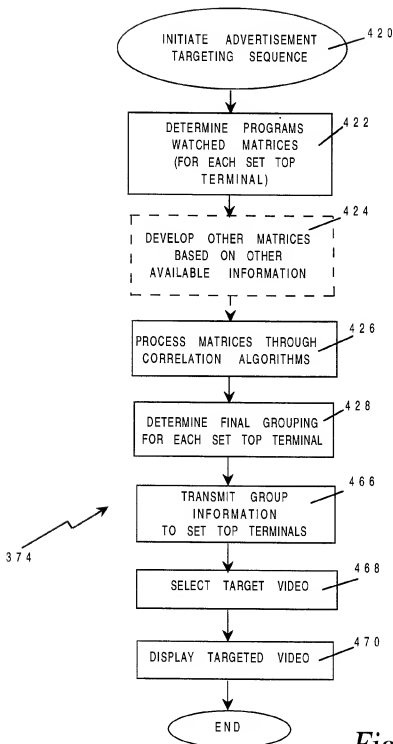 INITIATE ADVERTISEMENT
TARGETING SEQUENCE
420
DETERMINE PROGRAMS
WATCHED MATRICES
(FOR EACH SET TOP
TERMINAL)
422
424
DEVELOP OTHER MATRICES
BASED ON OTHER
AVAILABLE INFORMATION
426
PROCESS MATRICES THROUGH
CORRELATION ALGORITHMS
428
DETERMINE FINAL GROUPING
FOR EACH SET TOP TERMINAL
466
TRANSMIT GROUP
INFORMATION
TO SET TOP TERMINALS
374
468
SELECT TARGET VIDEO
470
DISPLAY TARGETED VIDEO
END